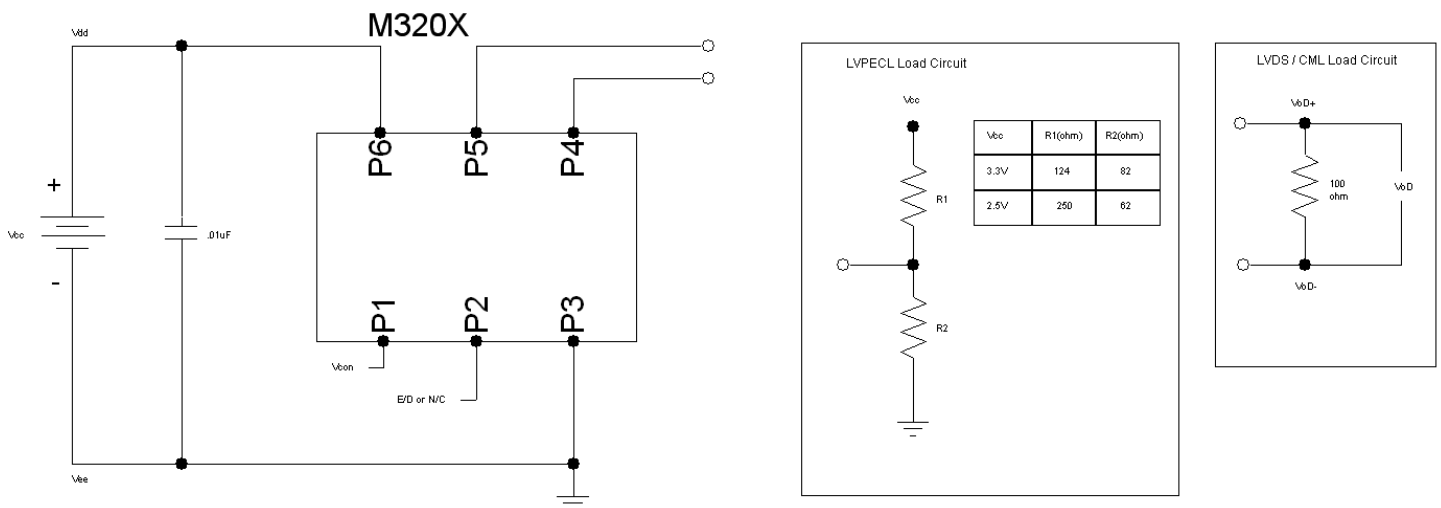 M320X
Vdd
P6
P5
P4
+
Vcc
-
.01uF
P1
P2
P3
Vcon
E/D or N/C
Vee
LVPECL Load Circuit
Vcc
R1
R2
Vcc R1(ohm) R2(ohm)
3.3V 124 82
2.5V 250 62
LVDS / CML Load Circuit
VoD+
100
ohm
VoD
VoD-